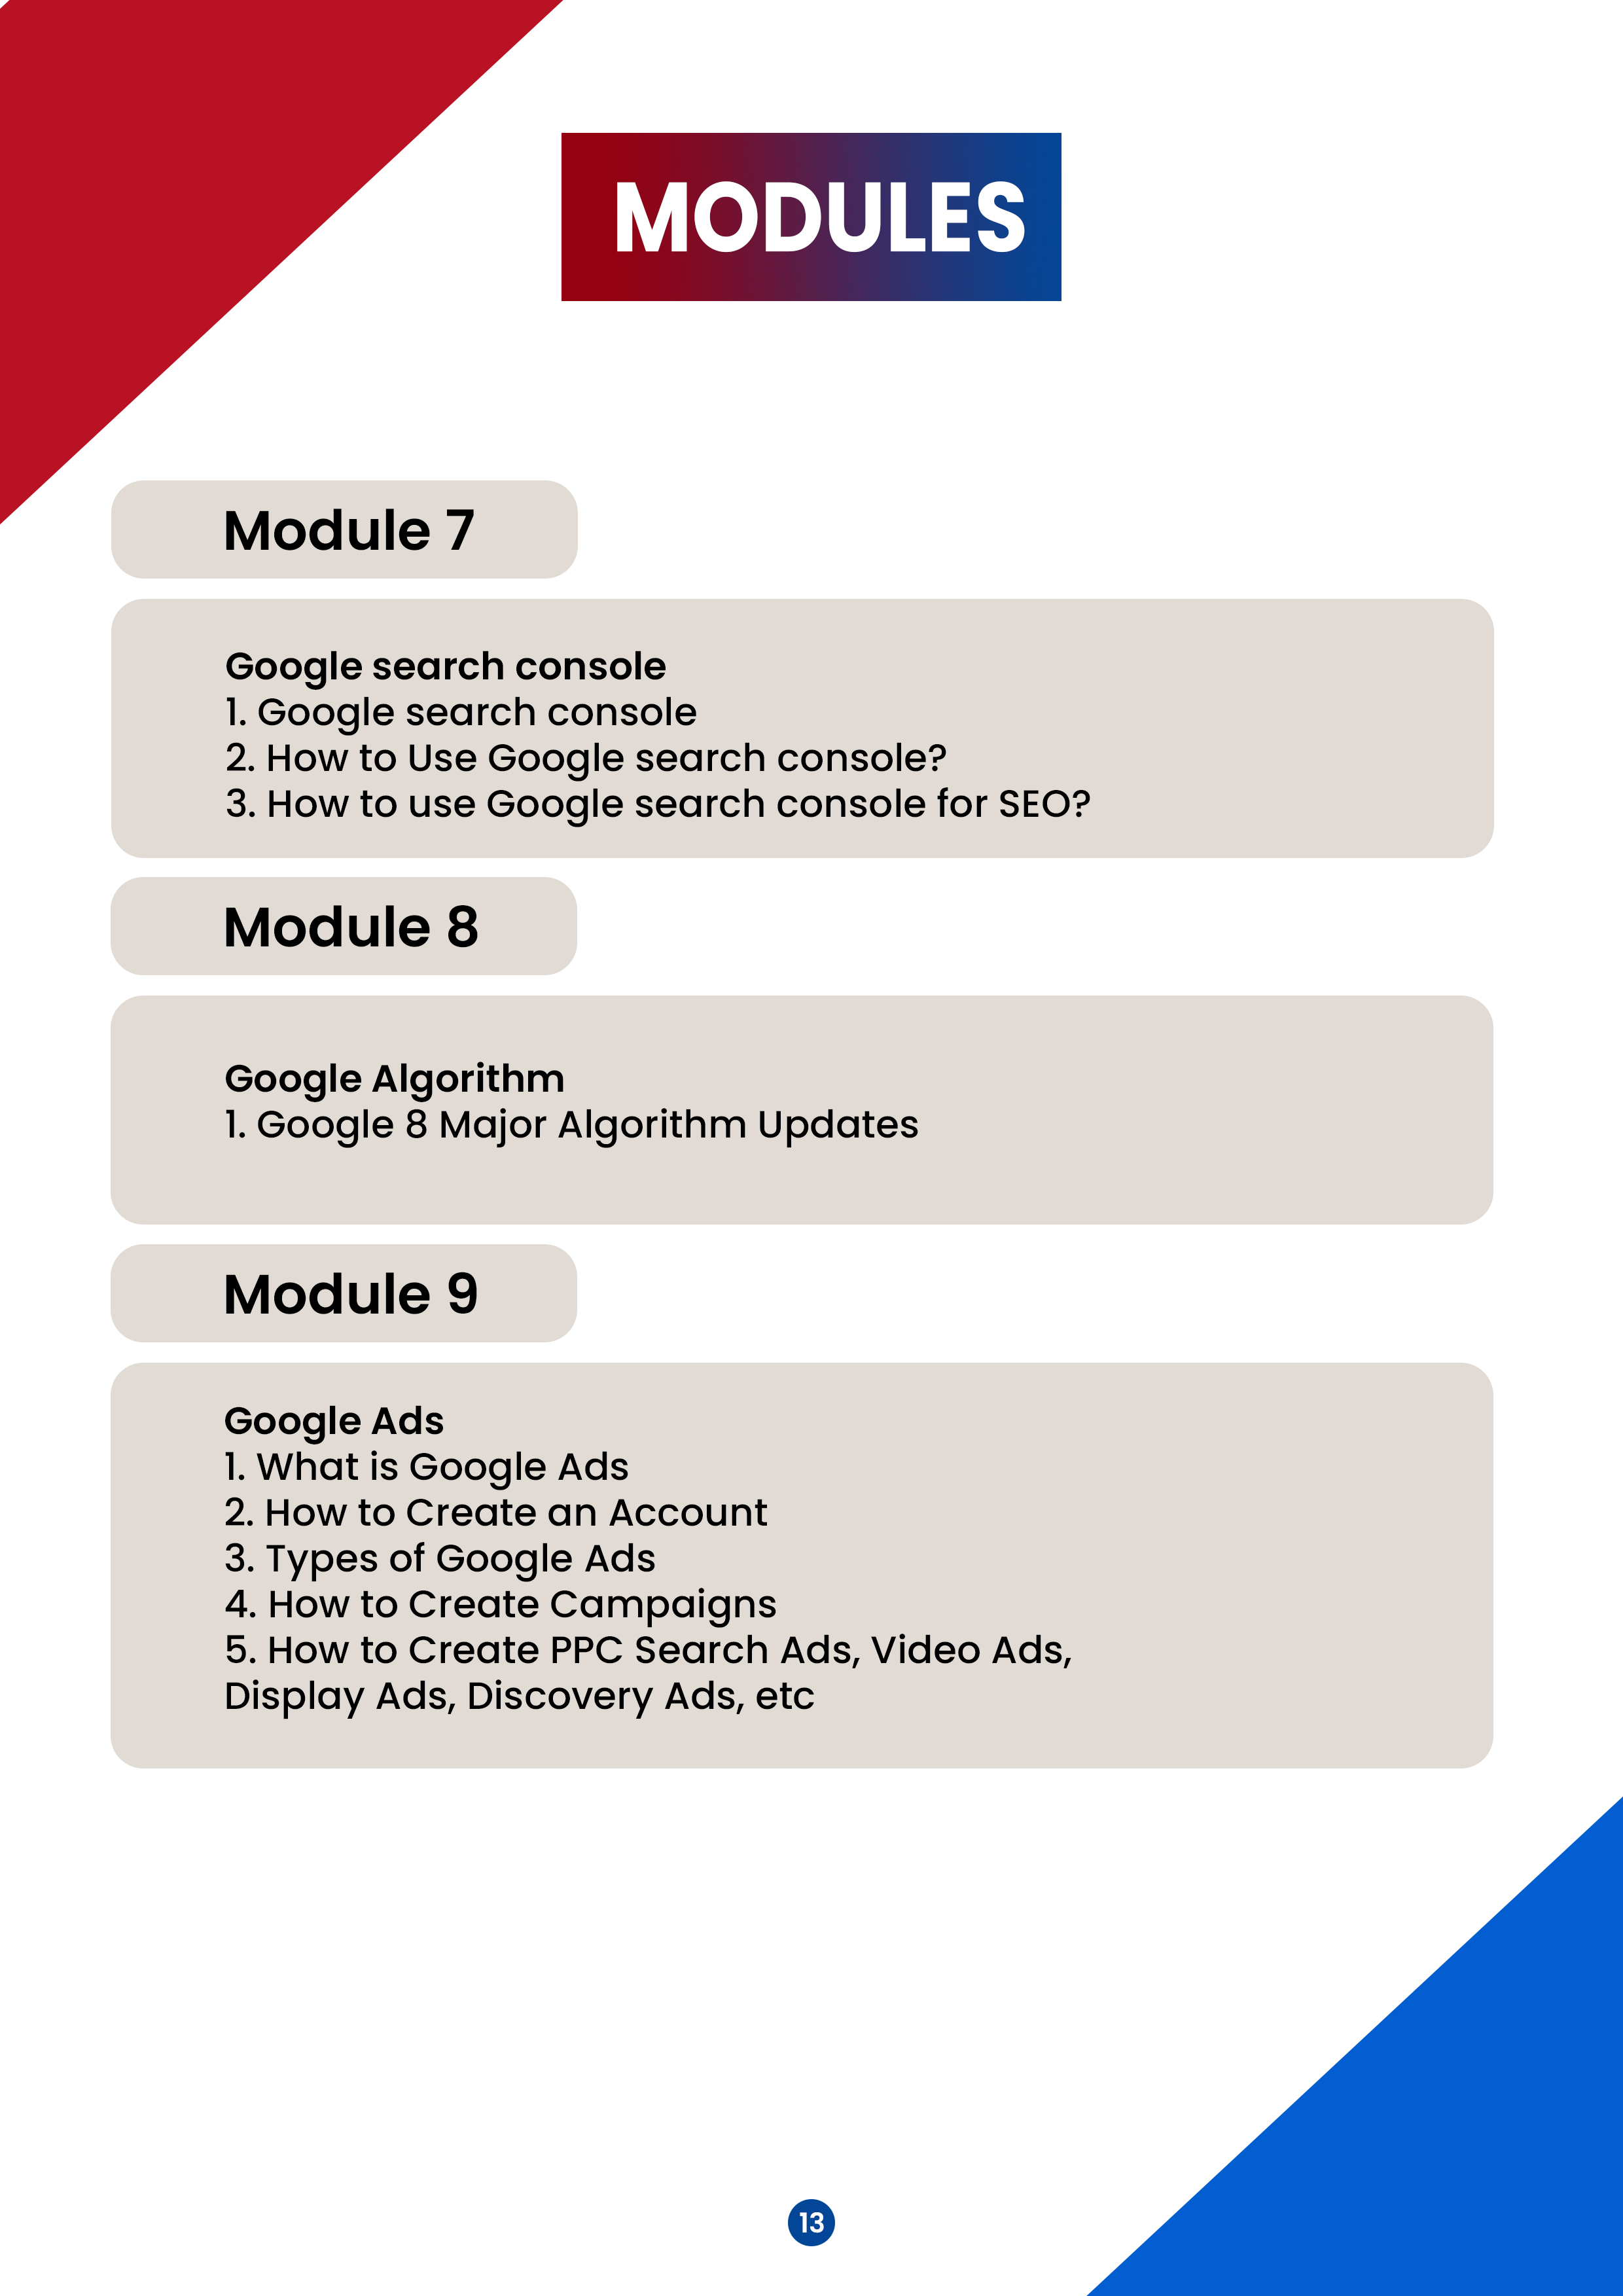 MODULES
Module 7
Google search console
1. Google search console
2. How to Use Google search console?
3. How to use Google search console for SEO?
Module 8
Google Algorithm
1. Google 8 Major Algorithm Updates
Module 9
Google Ads
1. What is Google Ads
2. How to Create an Account
3. Types of Google Ads
4. How to Create Campaigns
5. How to Create PPC Search Ads, Video Ads,
Display Ads, Discovery Ads, etc
13